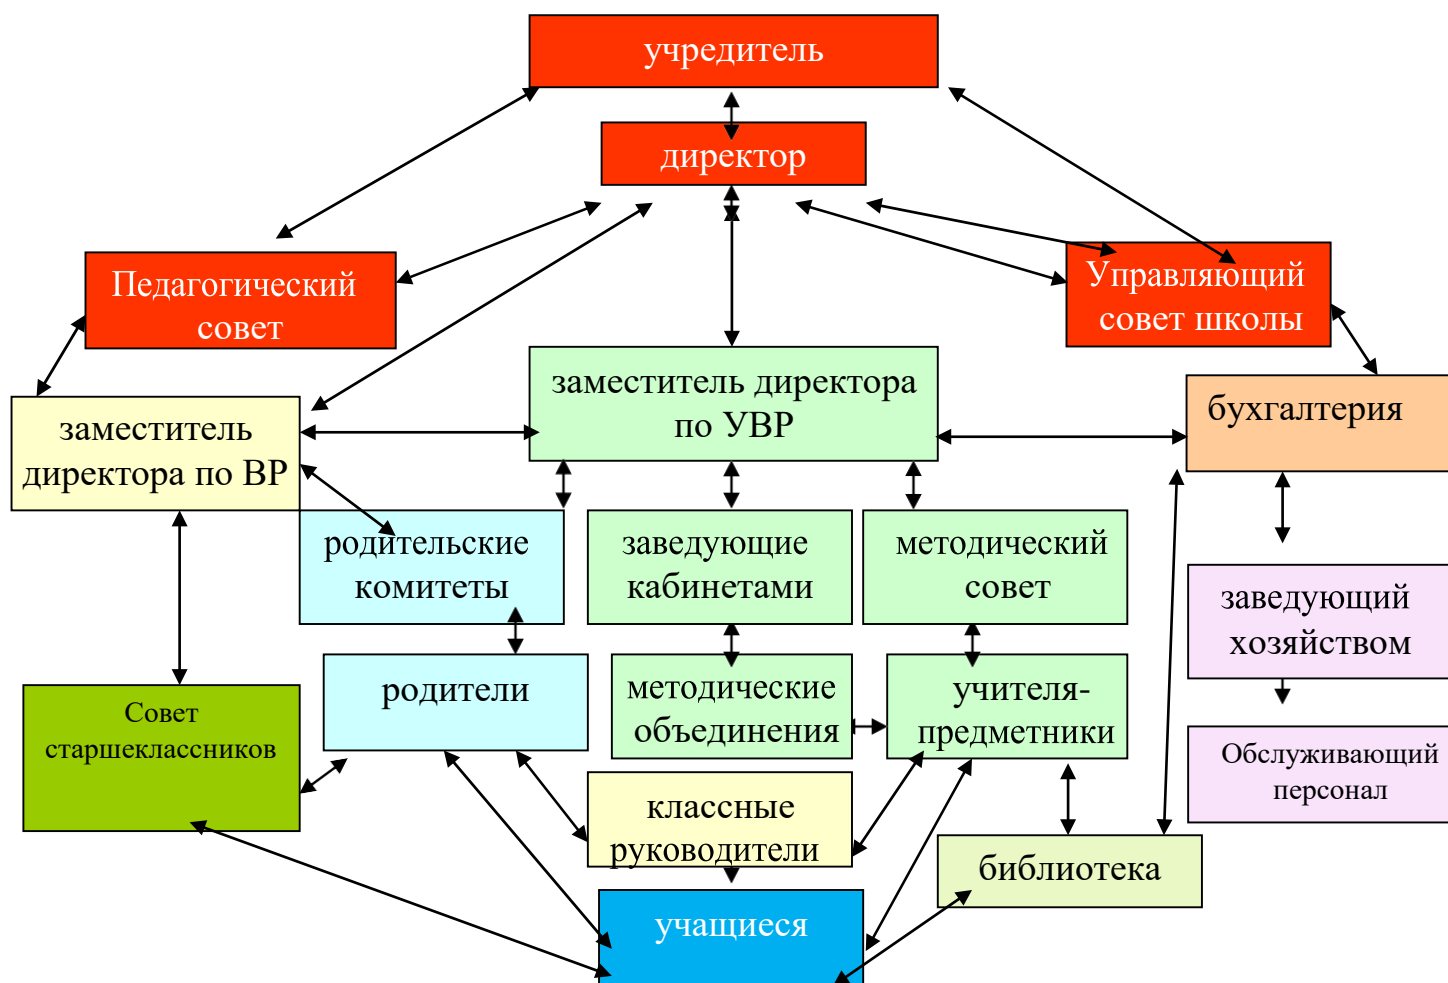 учредитель
директор
Педагогический
совет
Управляющий
совет школы
заместитель директора
по УВР
бухгалтерия
заместитель
директора по ВР
родительские
комитеты
заведующие
кабинетами
методический
совет
заведующий
хозяйством
родители
методические
объединения
учителя-
предметники
Совет
старшеклассников
Обслуживающий
персонал
классные
руководители
библиотека
учащиеся